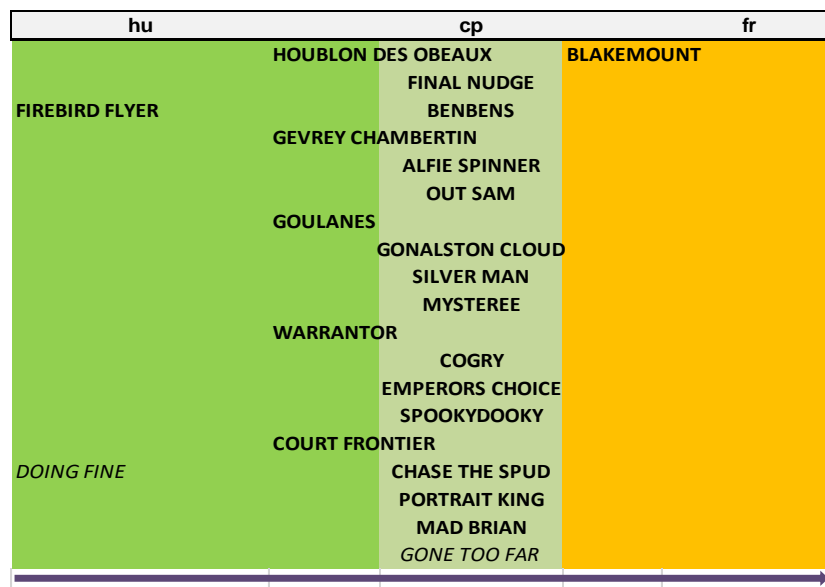 hu cp fr
HOUBLON DES OBEAUX BLAKEMOUNT
FINAL NUDGE
FIREBIRD FLYER BENBENS
GEVREY CHAMBERTIN
ALFIE SPINNER
OUT SAM
GOULANES
GONALSTON CLOUD
SILVER MAN
MYSTEREE
WARRANTOR
COGRY
EMPERORS CHOICE
SPOOKYDOOKY
COURT FRONTIER
DOING FINE CHASE THE SPUD
PORTRAIT KING
MAD BRIAN
GONE TOO FAR